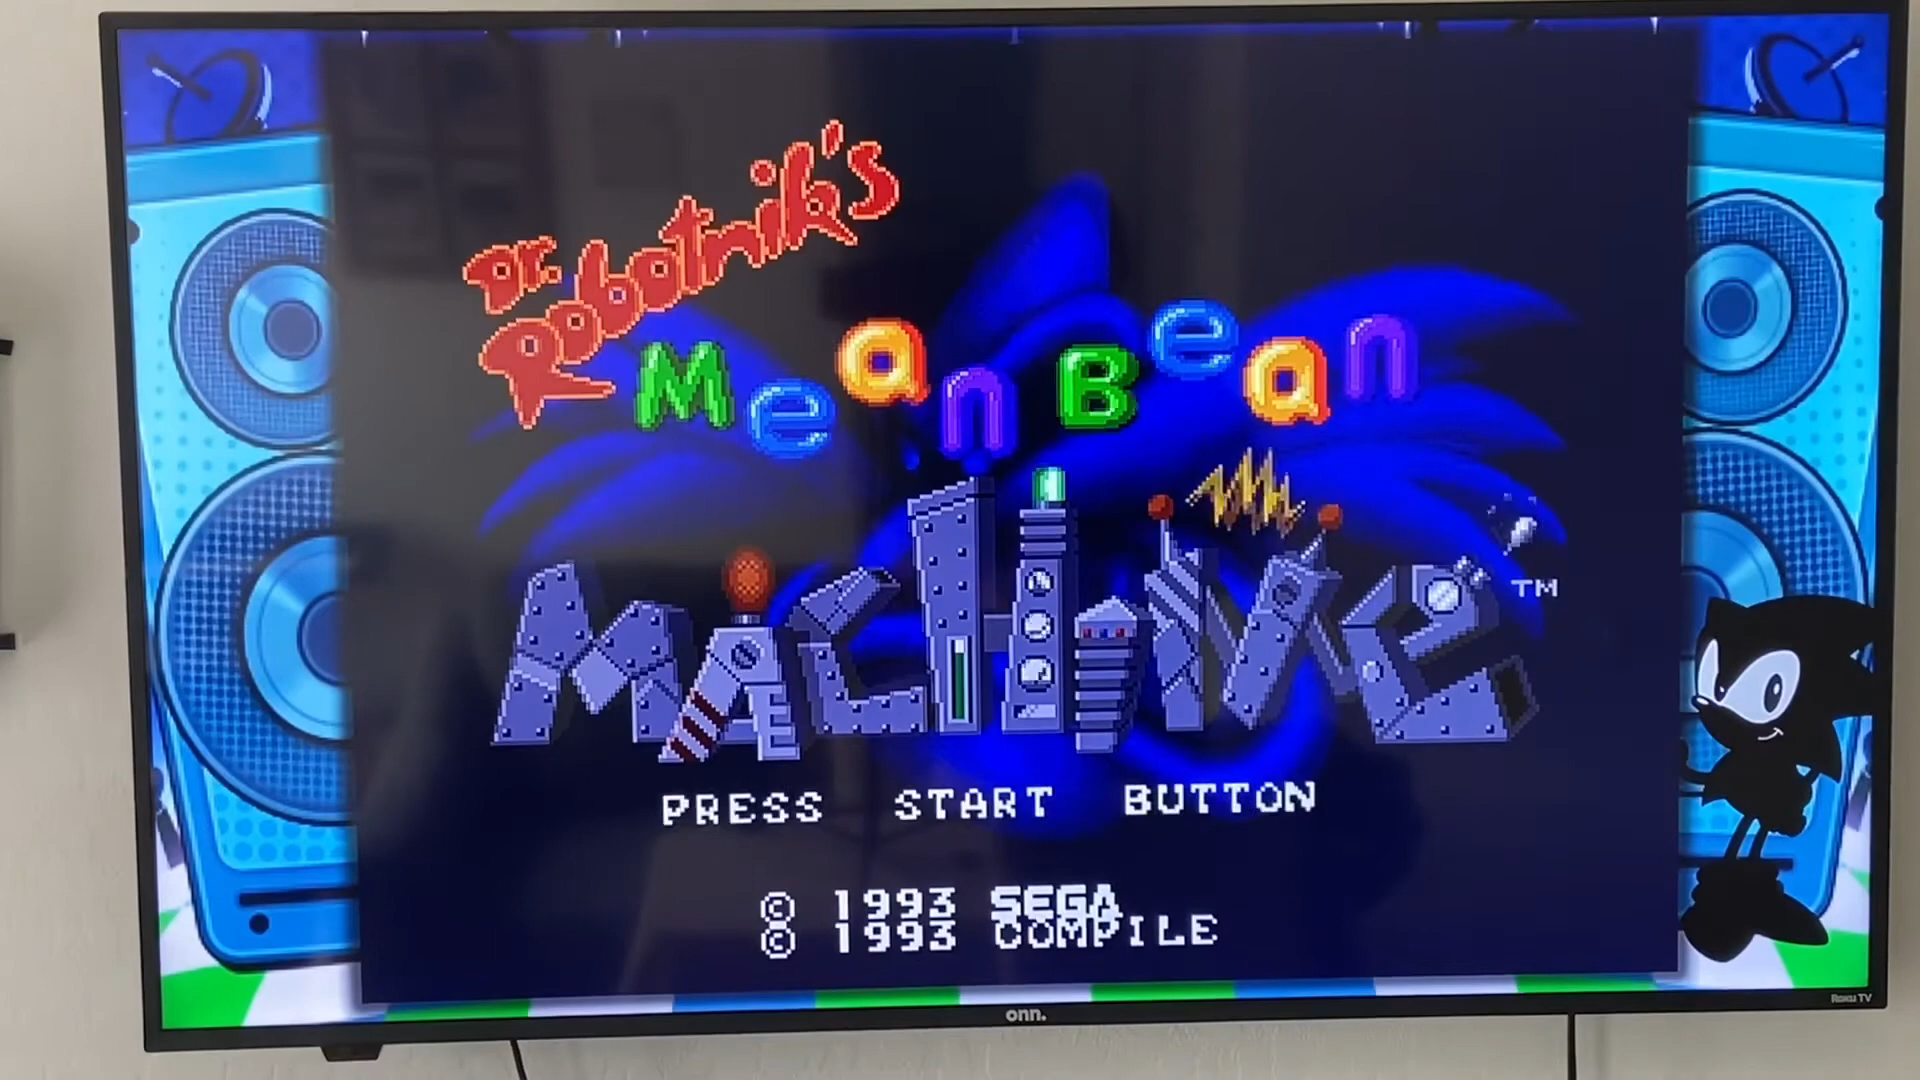 Dr.
Robotnik's
Mean Bean
MACHINE ™
PRESS START BUTTON
© 1993 SEGA
© 1993 COMPILE
onn.
Roku TV